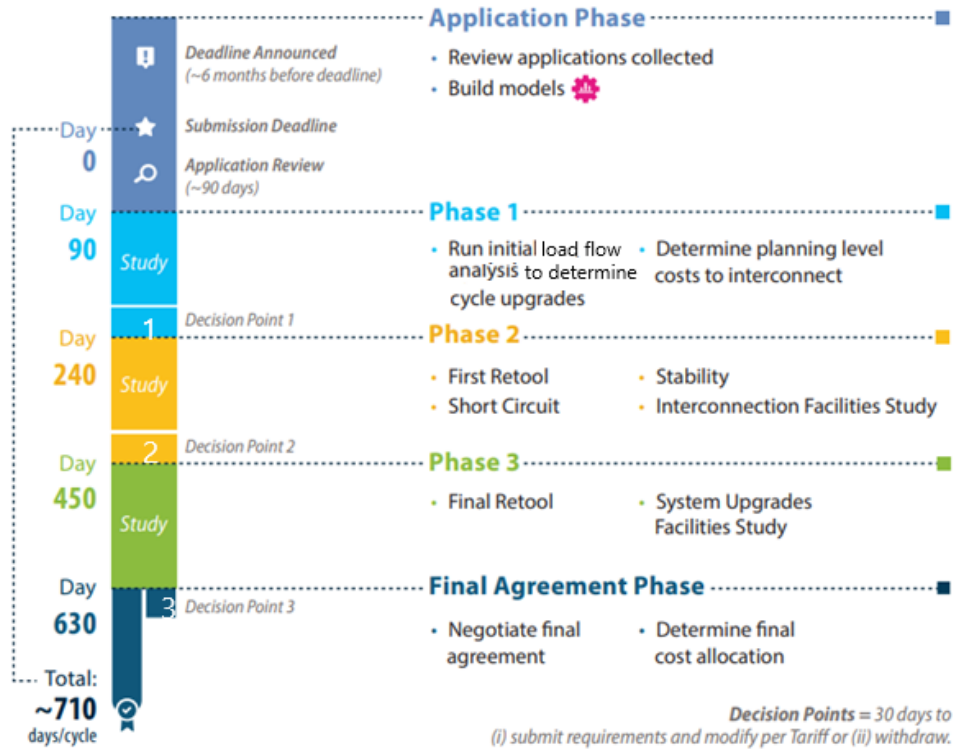 Application Phase
Deadline Announced
(~6 months before deadline)
• Review applications collected
• Build models
Day
0
Submission Deadline
Application Review
(~90 days)
Day
90
Phase 1
Study
• Run initial load flow
analysis to determine
cycle upgrades
• Determine planning level
costs to interconnect
1
Decision Point 1
Day
240
Phase 2
Study
• First Retool
• Short Circuit
• Stability
• Interconnection Facilities Study
2
Decision Point 2
Day
450
Phase 3
Study
• Final Retool
• System Upgrades
Facilities Study
Day
630
Final Agreement Phase
3
Decision Point 3
• Negotiate final
agreement
• Determine final
cost allocation
Total:
~710
days/cycle
Decision Points = 30 days to
(i) submit requirements and modify per Tariff or (ii) withdraw.